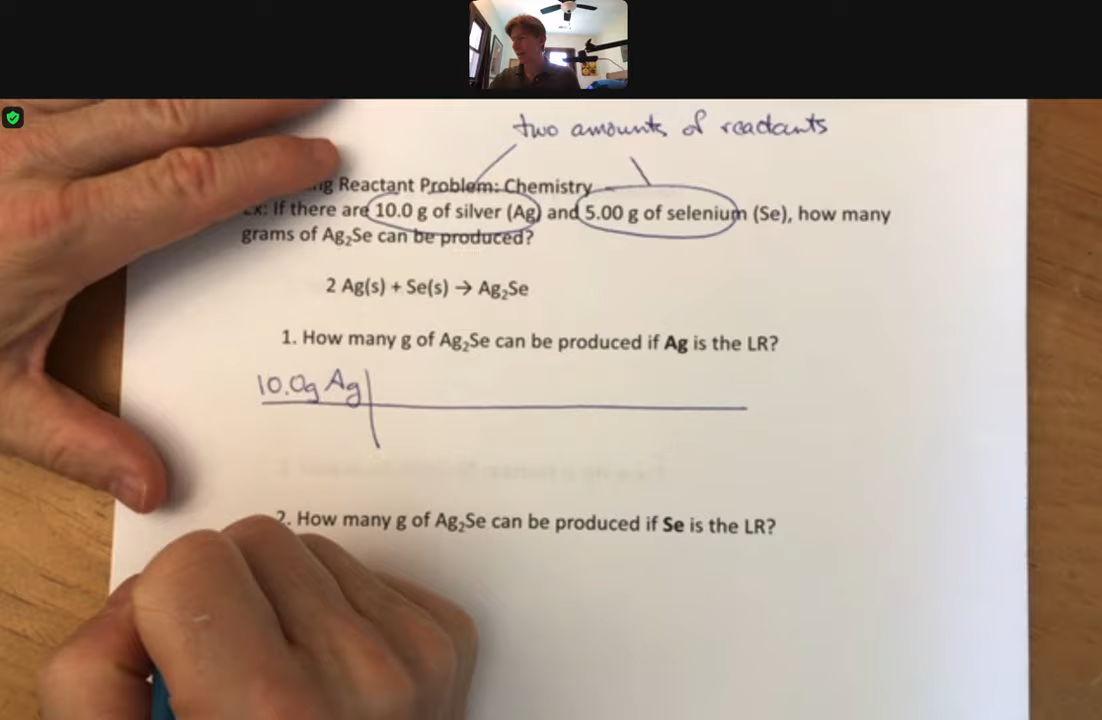 two amounts of reactants
Reactant Problem: Chemistry
Ex: If there are 10.0 g of silver (Ag) and 5.00 g of selenium (Se), how many
grams of Ag₂Se can be produced?
2 Ag(s) + Se(s) → Ag₂Se
1. How many g of Ag₂Se can be produced if Ag is the LR?
10.0g Ag
2. How many g of Ag₂Se can be produced if Se is the LR?